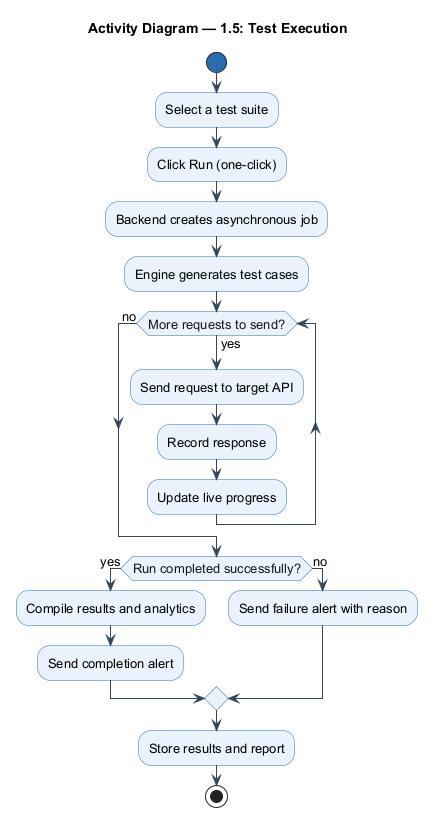 Activity Diagram — 1.5: Test Execution
Select a test suite
Click Run (one-click)
Backend creates asynchronous job
Engine generates test cases
no
More requests to send?
yes
Send request to target API
Record response
Update live progress
yes
Run completed successfully?
no
Compile results and analytics
Send failure alert with reason
Send completion alert
Store results and report